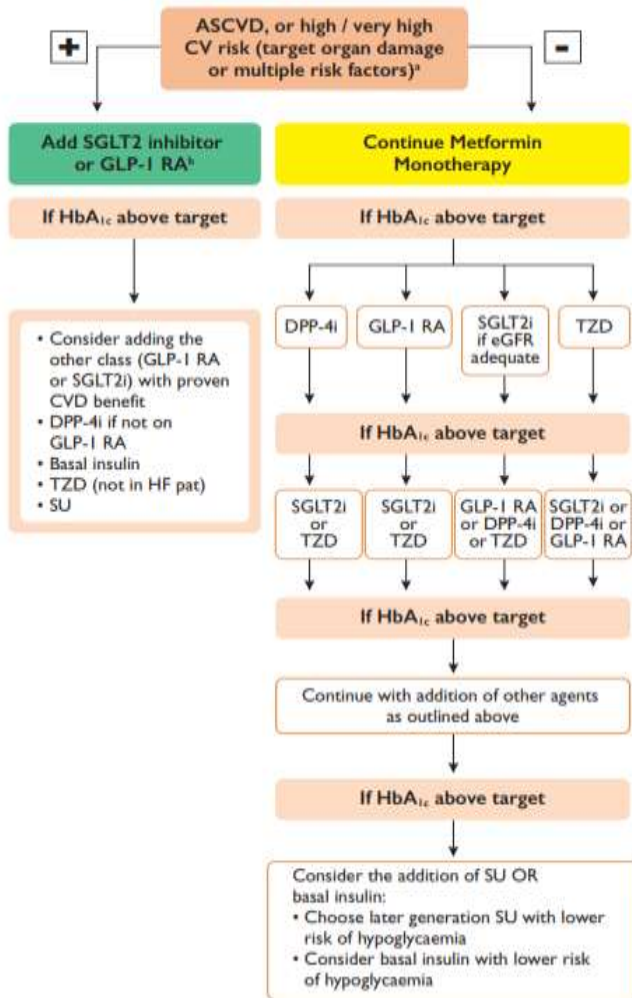 +
ASCVD, or high / very high
CV risk (target organ damage
or multiple risk factors)ᵃ
-
Add SGLT2 inhibitor
or GLP-1 RAᵇ
Continue Metformin
Monotherapy
If HbA₁c above target
If HbA₁c above target
• Consider adding the
other class (GLP-1 RA
or SGLT2i) with proven
CVD benefit
• DPP-4i if not on
GLP-1 RA
• Basal insulin
• TZD (not in HF pat)
• SU
DPP-4i
GLP-1 RA
SGLT2i
if eGFR
adequate
TZD
If HbA₁c above target
SGLT2i
or
TZD
SGLT2i
or
TZD
GLP-1 RA
or DPP-4i
or TZD
SGLT2i or
DPP-4i or
GLP-1 RA
If HbA₁c above target
Continue with addition of other agents
as outlined above
If HbA₁c above target
Consider the addition of SU OR
basal insulin:
• Choose later generation SU with lower
risk of hypoglycaemia
• Consider basal insulin with lower risk
of hypoglycaemia